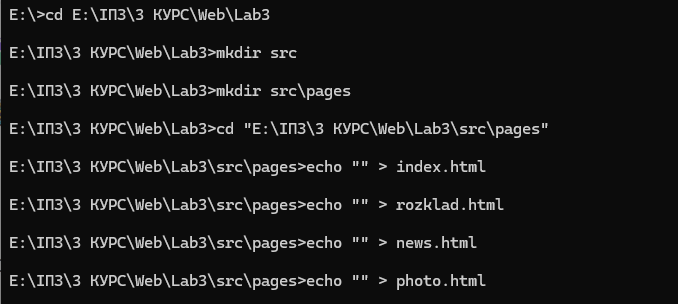 E:\>cd E:\ІПЗ\3 КУРС\Web\Lab3
E:\ІПЗ\3 КУРС\Web\Lab3>mkdir src
E:\ІПЗ\3 КУРС\Web\Lab3>mkdir src\pages
E:\ІПЗ\3 КУРС\Web\Lab3>cd "E:\ІПЗ\3 КУРС\Web\Lab3\src\pages"
E:\ІПЗ\3 КУРС\Web\Lab3\src\pages>echo "" > index.html
E:\ІПЗ\3 КУРС\Web\Lab3\src\pages>echo "" > rozklad.html
E:\ІПЗ\3 КУРС\Web\Lab3\src\pages>echo "" > news.html
E:\ІПЗ\3 КУРС\Web\Lab3\src\pages>echo "" > photo.html